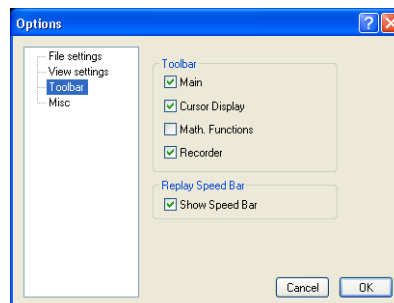 Options
File settings
View settings
Toolbar
Misc
Toolbar
Main
Cursor Display
Math. Functions
Recorder
Replay Speed Bar
Show Speed Bar
Cancel
OK